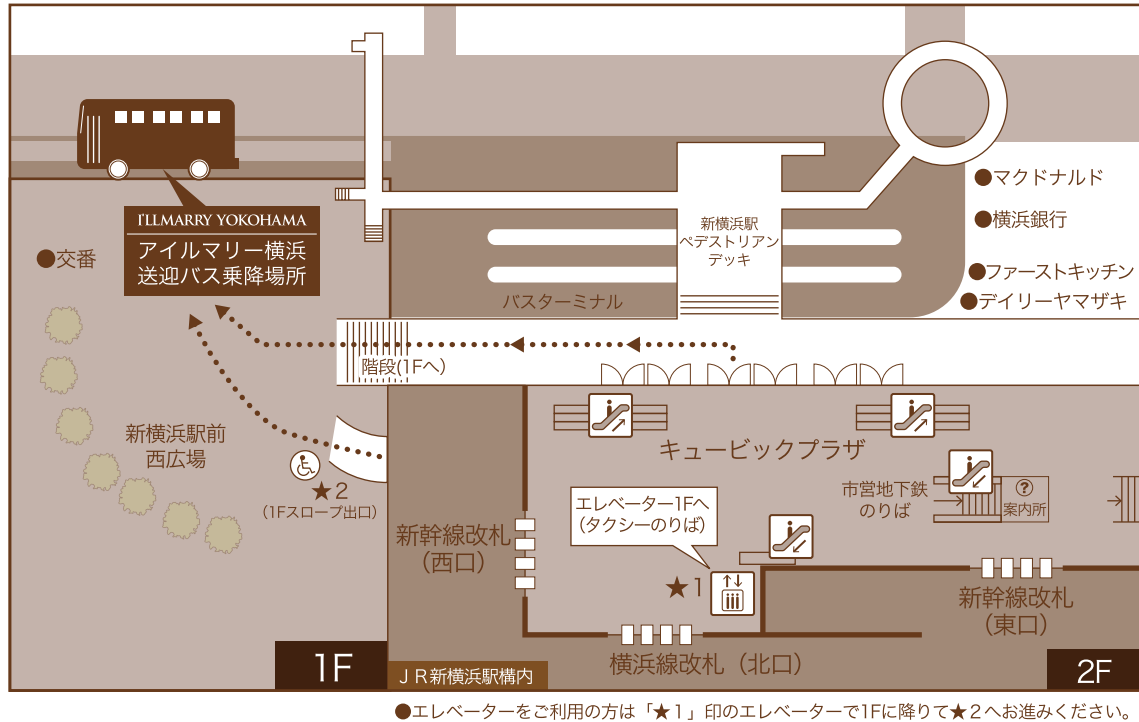 I'LLMARRY YOKOHAMA
アイルマリー横浜
送迎バス乗降場所
●交番
新横浜駅
ペデストリアン
デッキ
バスターミナル
●マクドナルド
●横浜銀行
●ファーストキッチン
●デイリーヤマザキ
階段(1Fへ)
新横浜駅前
西広場
★2
(1Fスロープ出口)
キュービックプラザ
市営地下鉄
のりば
?
案内所
エレベーター1Fへ
(タクシーのりば)
★1
新幹線改札
(西口)
新幹線改札
(東口)
横浜線改札(北口)
1F
JR新横浜駅構内
2F
●エレベーターをご利用の方は「★1」印のエレベーターで1Fに降りて★2へお進みください。